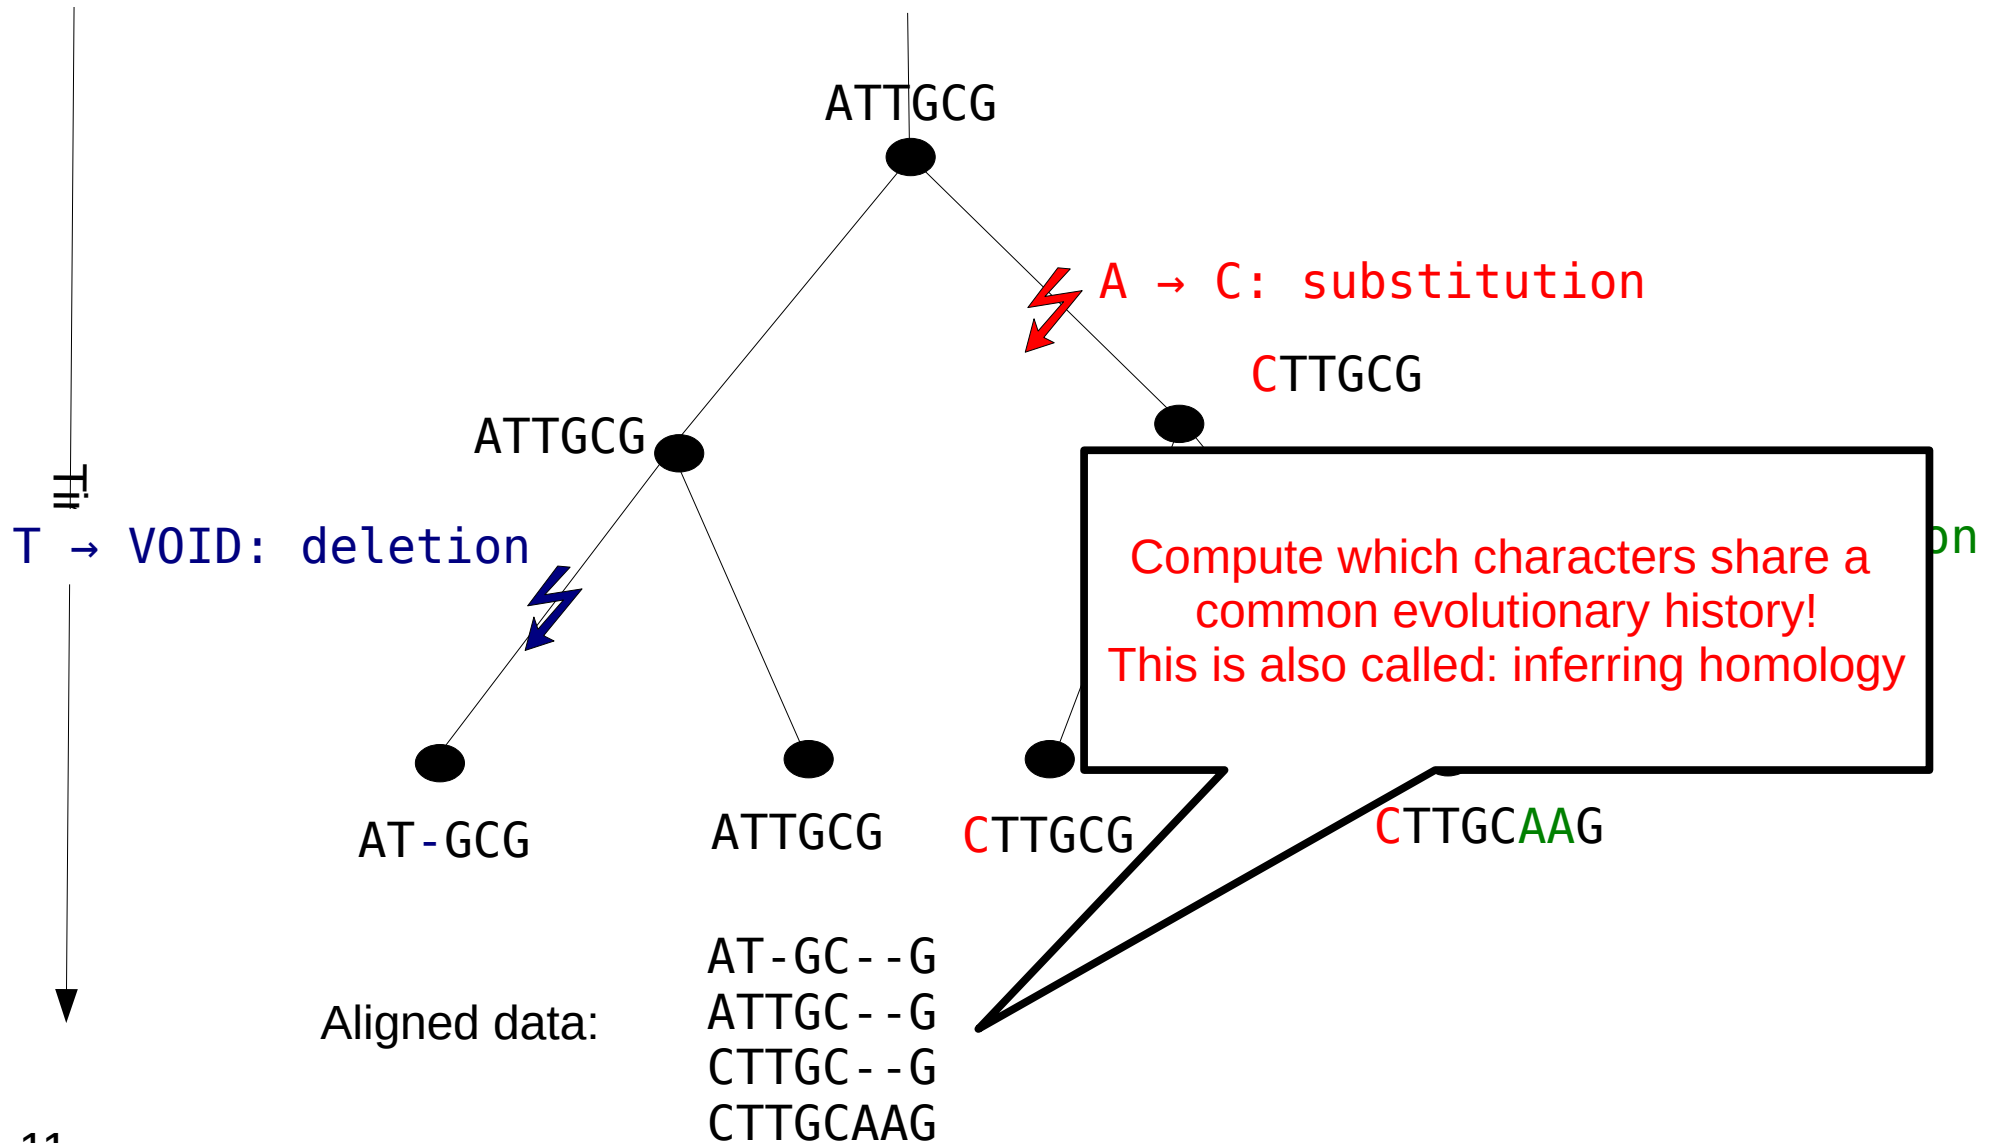 ATTGCG
A → C: substitution
CTTGCG
ATTGCG
T → VOID: deletion
Compute which characters share a
common evolutionary history!
This is also called: inferring homology
AT-GCG
ATTGCG
CTTGCG
CTTGCAAG
Aligned data:
AT-GC--G
ATTGC--G
CTTGC--G
CTTGCAAG
11